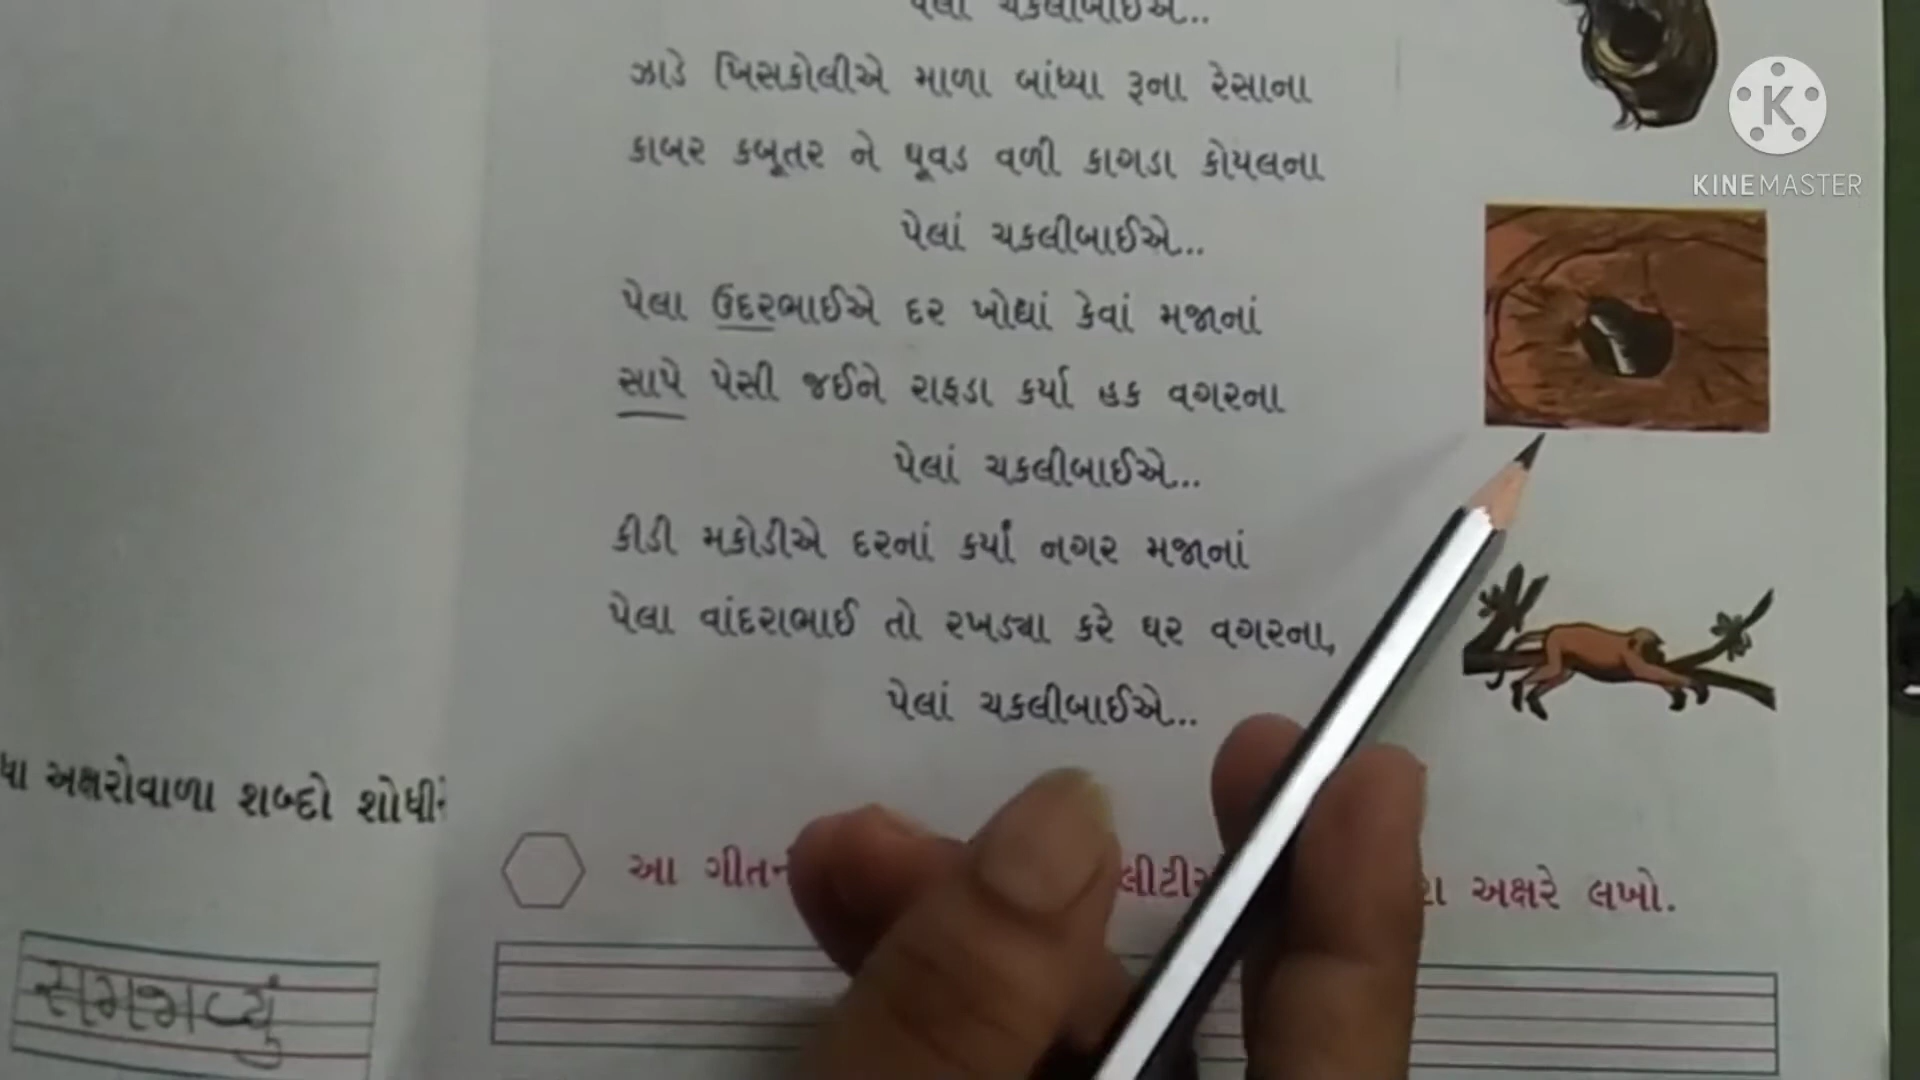 પેલાં ચકલીબાઈએ...
ઝાડે ખિસકોલીએ માળા બાંધ્યા રૂના રેસાના
કાબર કબૂતર ને ઘૂવડ વળી કાગડા કોયલના
પેલાં ચકલીબાઈએ...
પેલા ઉંદરભાઈએ દર ખોદ્યાં કેવાં મજાનાં
સાપે પેસી જઈને રાફડા કર્યા હક વગરના
પેલાં ચકલીબાઈએ...
કીડી મકોડીએ દરનાં કર્યાં નગર મજાનાં
પેલા વાંદરાભાઈ તો રખડ્યા કરે ઘર વગરના,
પેલાં ચકલીબાઈએ...
અક્ષરોવાળા શબ્દો
આ અક્ષરે લખો.
સમજાવ્યું
KINEMASTER